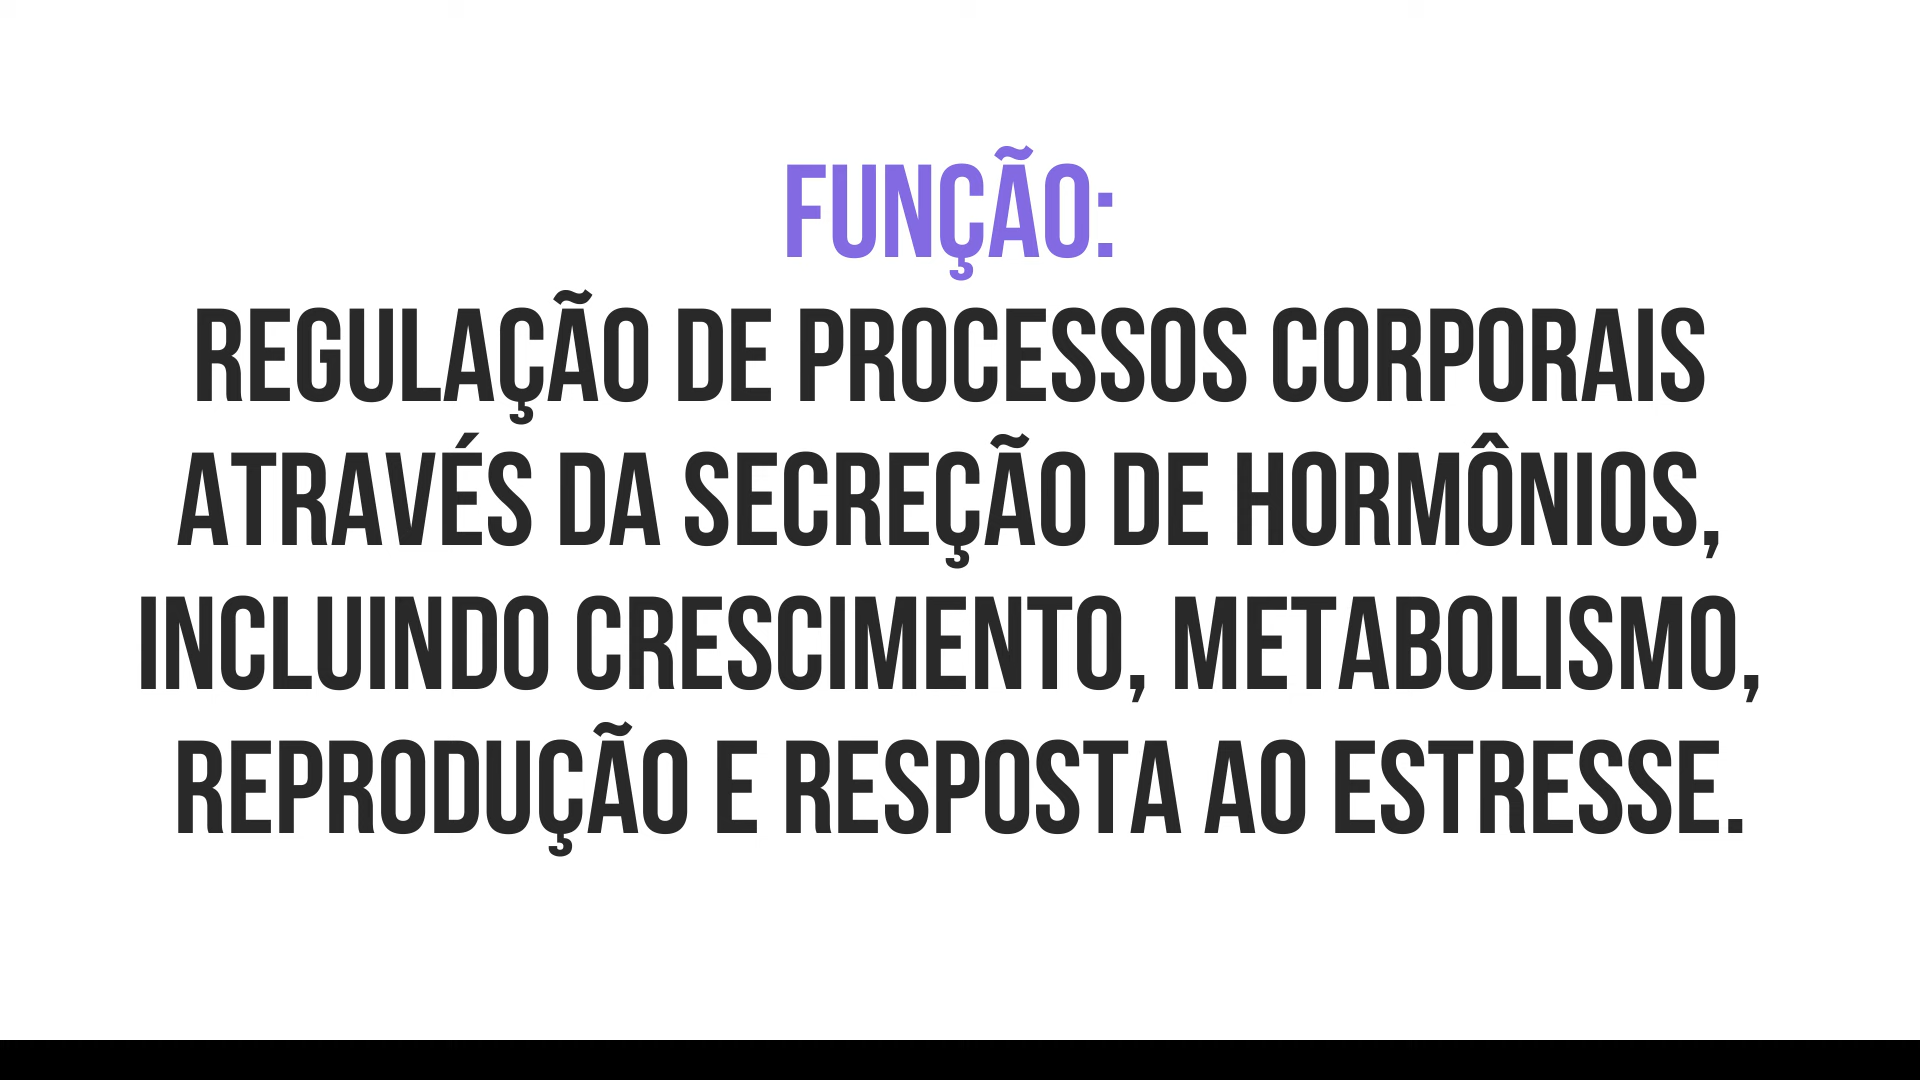 FUNÇÃO:
REGULAÇÃO DE PROCESSOS CORPORAIS
ATRAVÉS DA SECREÇÃO DE HORMÔNIOS,
INCLUINDO CRESCIMENTO, METABOLISMO,
REPRODUÇÃO E RESPOSTA AO ESTRESSE.